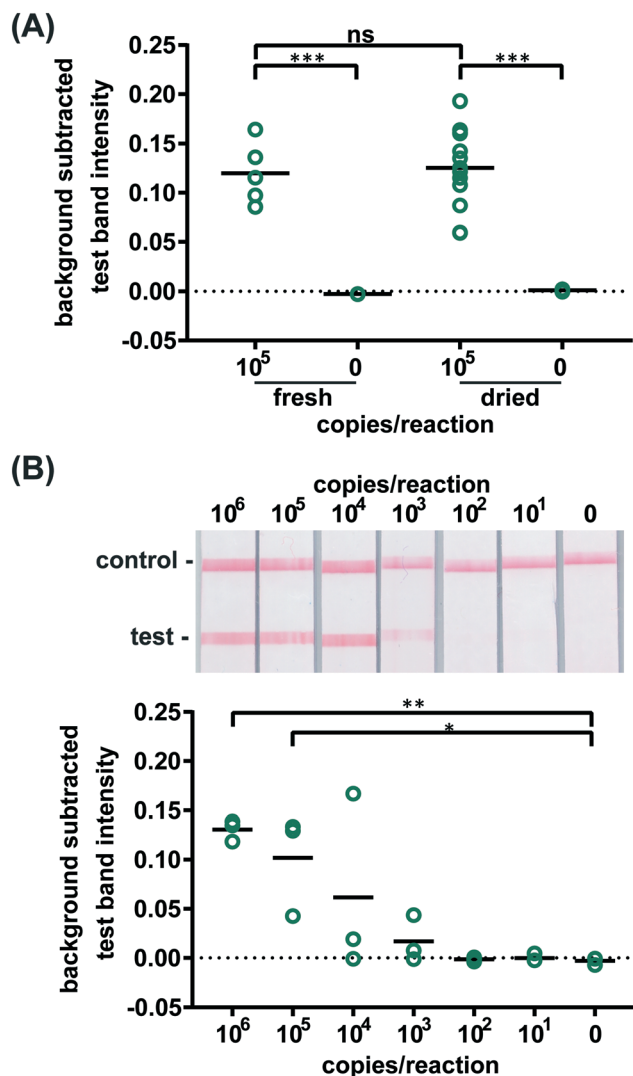 (A)
ns
***
***
background subtracted
test band intensity
0.25
0.20
0.15
0.10
0.05
0.00
-0.05
10⁵ 0 10⁵ 0
fresh dried
copies/reaction
(B)
copies/reaction
10⁶ 10⁵ 10⁴ 10³ 10² 10¹ 0
control -
test -
**
*
background subtracted
test band intensity
0.25
0.20
0.15
0.10
0.05
0.00
-0.05
10⁶ 10⁵ 10⁴ 10³ 10² 10¹ 0
copies/reaction